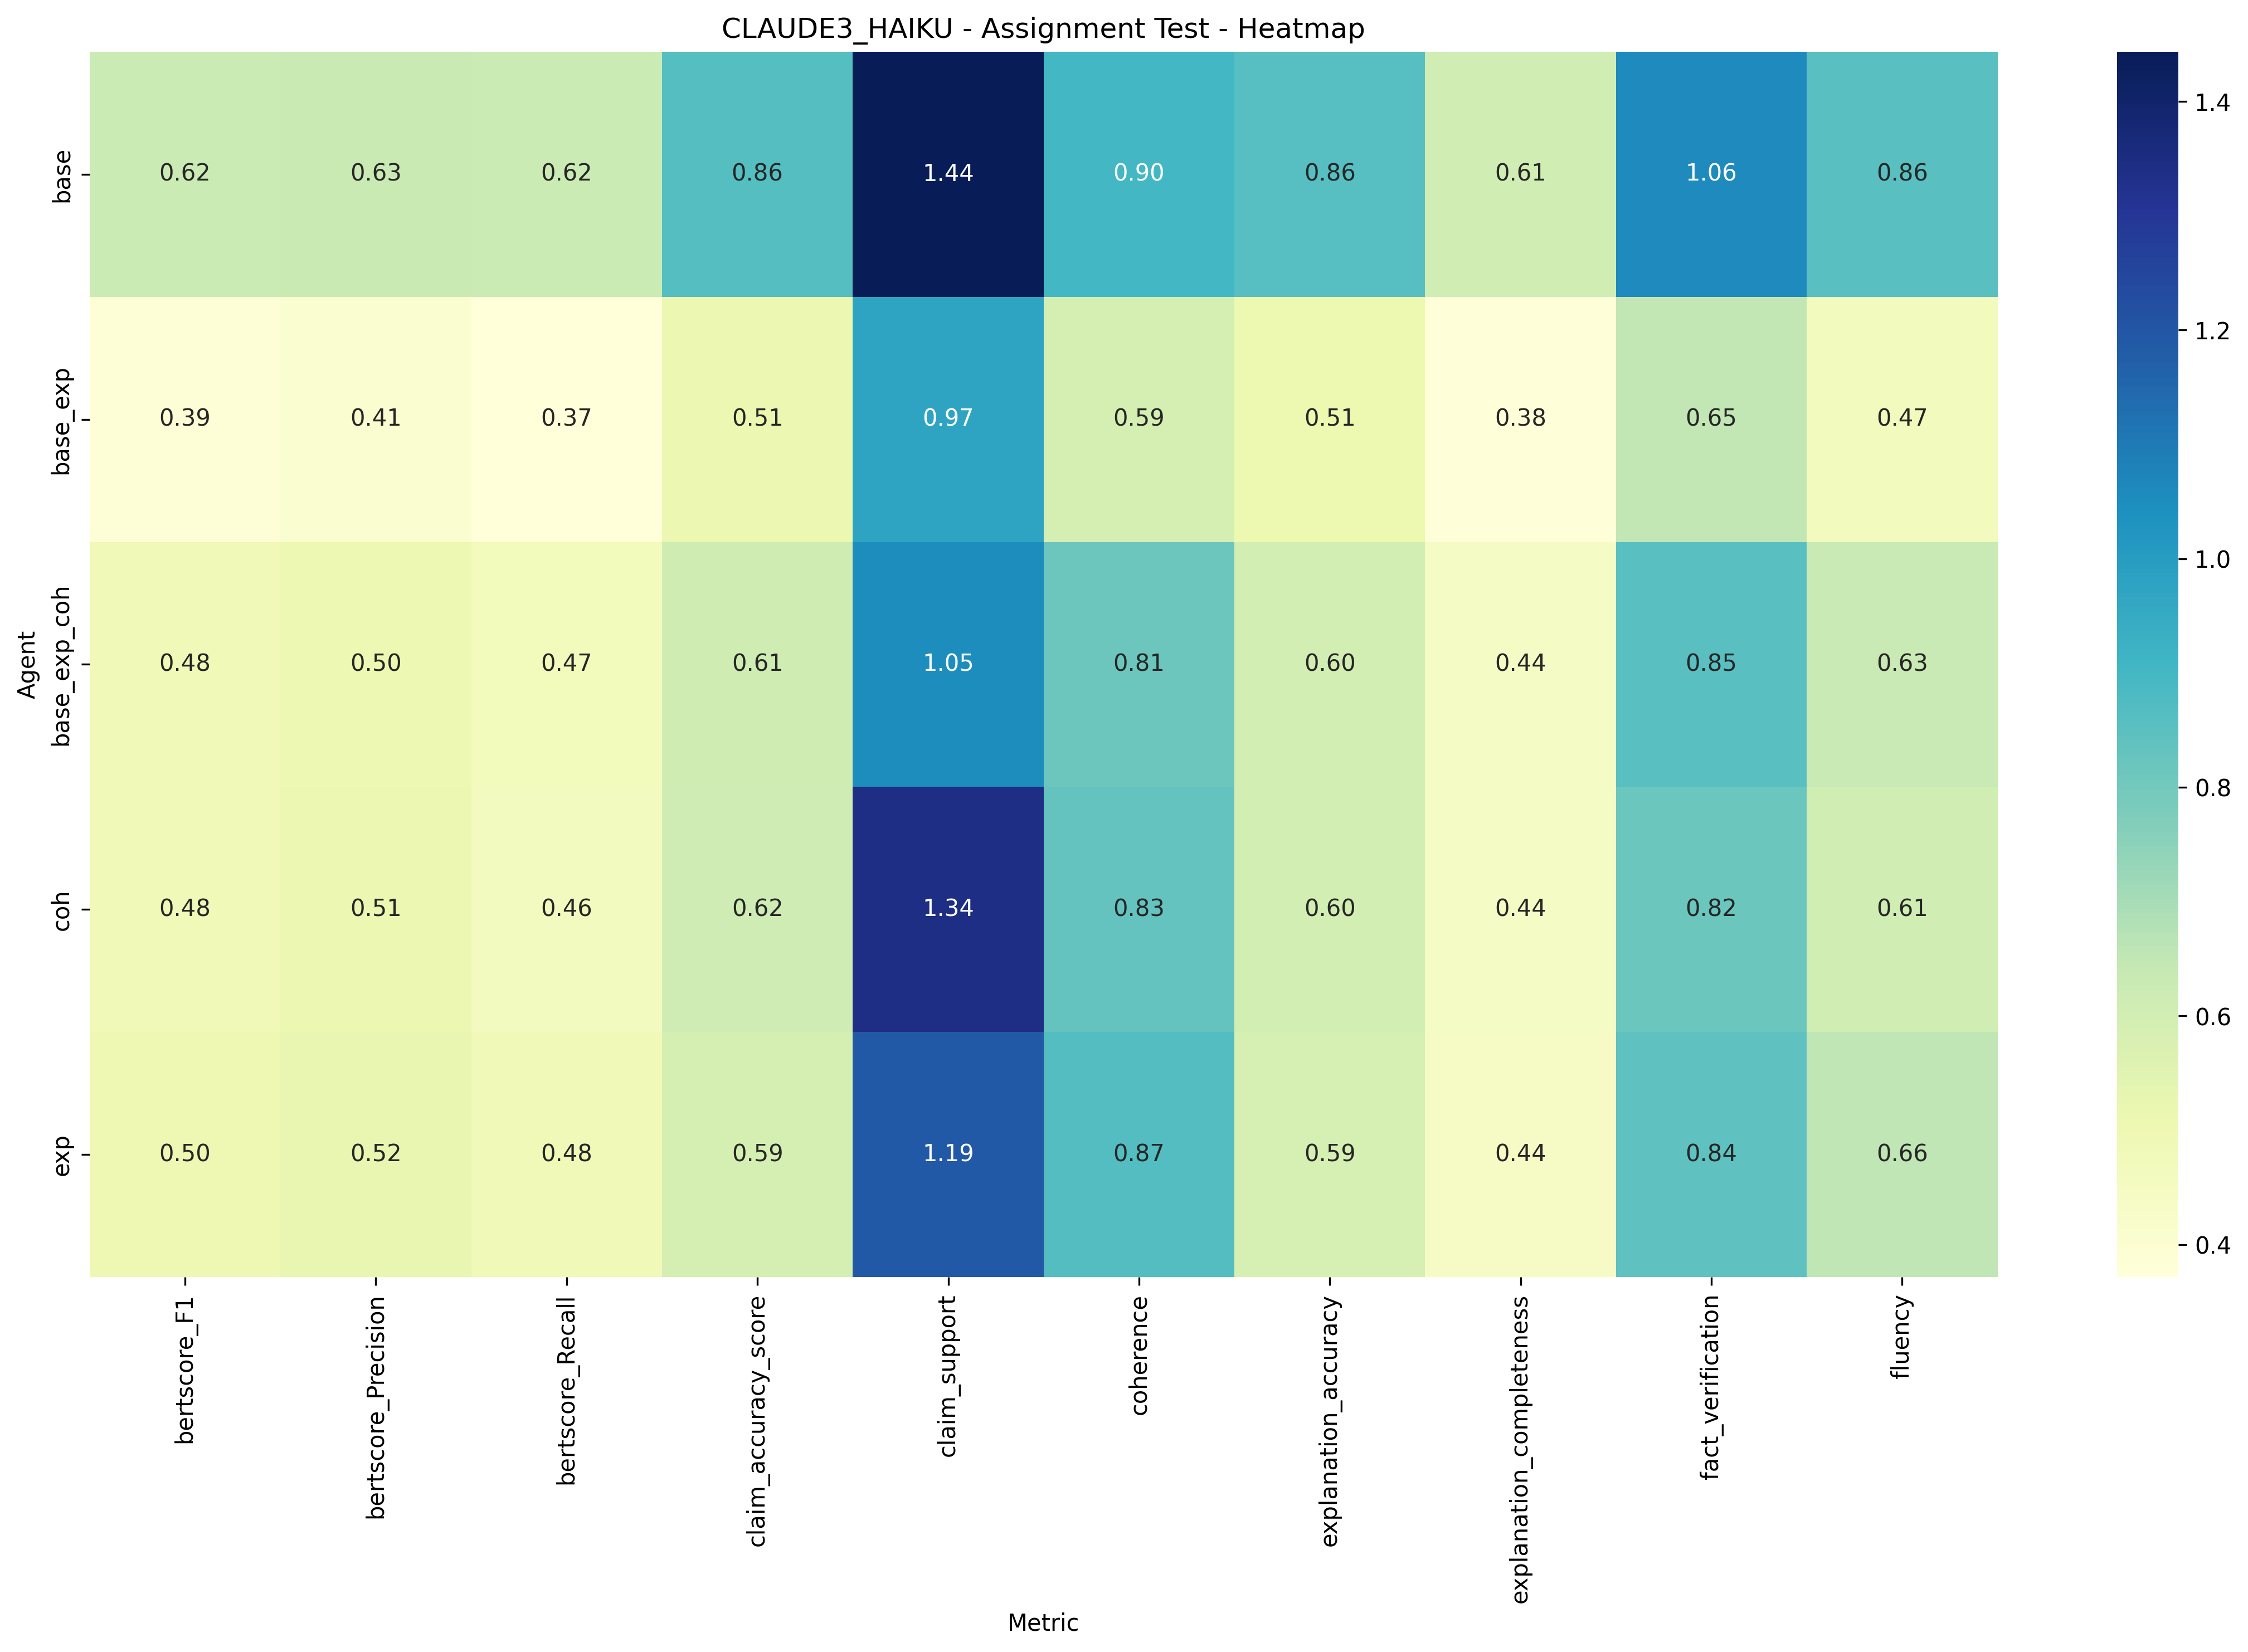 CLAUDE3_HAIKU - Assignment Test - Heatmap
Agent
base
0.62 0.63 0.62 0.86 1.44 0.90 0.86 0.61 1.06 0.86
base_exp
0.39 0.41 0.37 0.51 0.97 0.59 0.51 0.38 0.65 0.47
base_exp_coh
0.48 0.50 0.47 0.61 1.05 0.81 0.60 0.44 0.85 0.63
coh
0.48 0.51 0.46 0.62 1.34 0.83 0.60 0.44 0.82 0.61
exp
0.50 0.52 0.48 0.59 1.19 0.87 0.59 0.44 0.84 0.66
bertscore_F1
bertscore_Precision
bertscore_Recall
claim_accuracy_score
claim_support
coherence
explanation_accuracy
explanation_completeness
fact_verification
fluency
Metric
1.4
1.2
1.0
0.8
0.6
0.4